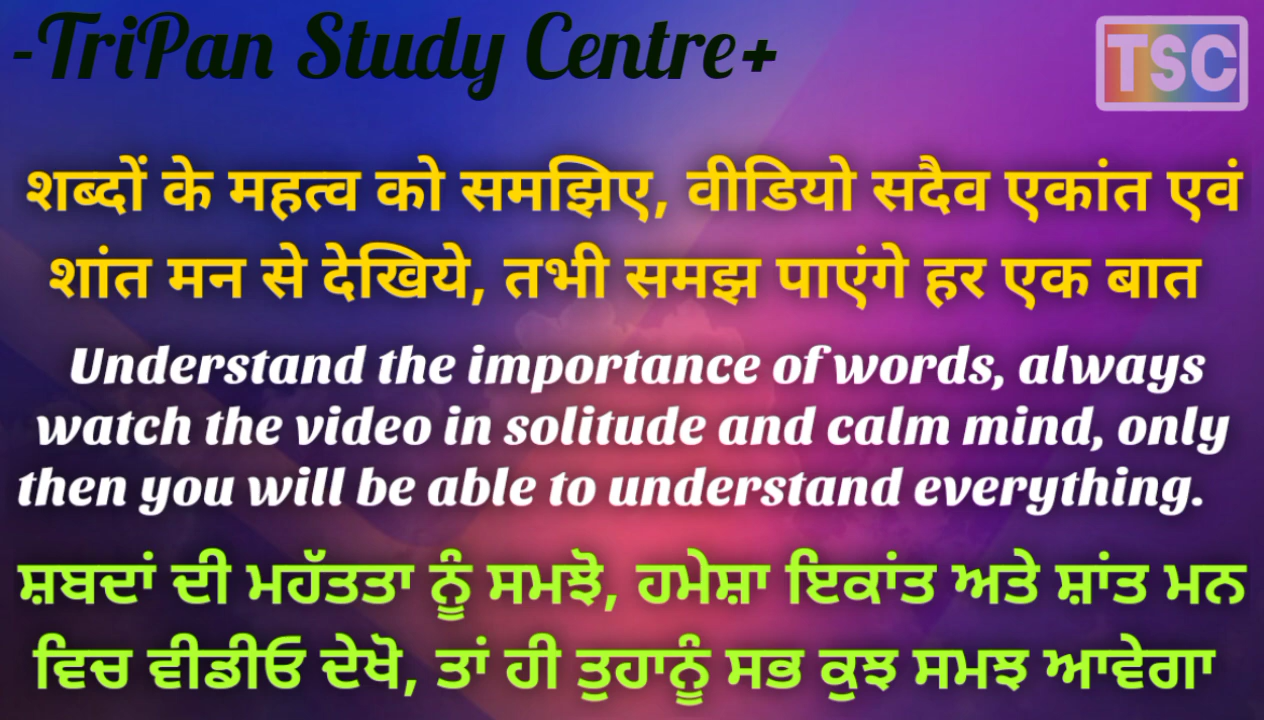 -TriPan Study Centre+
TSC
शब्दों के महत्व को समझिए, वीडियो सदैव एकांत एवं
शांत मन से देखिये, तभी समझ पाएंगे हर एक बात
Understand the importance of words, always
watch the video in solitude and calm mind, only
then you will be able to understand everything.
ਸ਼ਬਦਾਂ ਦੀ ਮਹੱਤਤਾ ਨੂੰ ਸਮਝੋ, ਹਮੇਸ਼ਾ ਇਕਾਂਤ ਅਤੇ ਸ਼ਾਂਤ ਮਨ
ਵਿਚ ਵੀਡੀਓ ਦੇਖੋ, ਤਾਂ ਹੀ ਤੁਹਾਨੂੰ ਸਭ ਕੁਝ ਸਮਝ ਆਵੇਗਾ